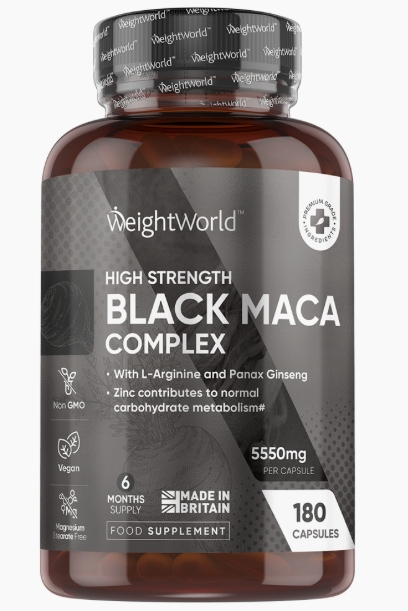 WeightWorld™
WeightWorld™
HIGH STRENGTH
BLACK MACA
COMPLEX
• With L-Arginine and Panax Ginseng
• Zinc contributes to normal
carbohydrate metabolism#
PREMIUM GRADE
INGREDIENTS
Non GMO
Vegan
Magnesium
Stearate Free
6
MONTHS
SUPPLY
MADE IN
BRITAIN
FOOD SUPPLEMENT
5550mg
PER CAPSULE
180
CAPSULES